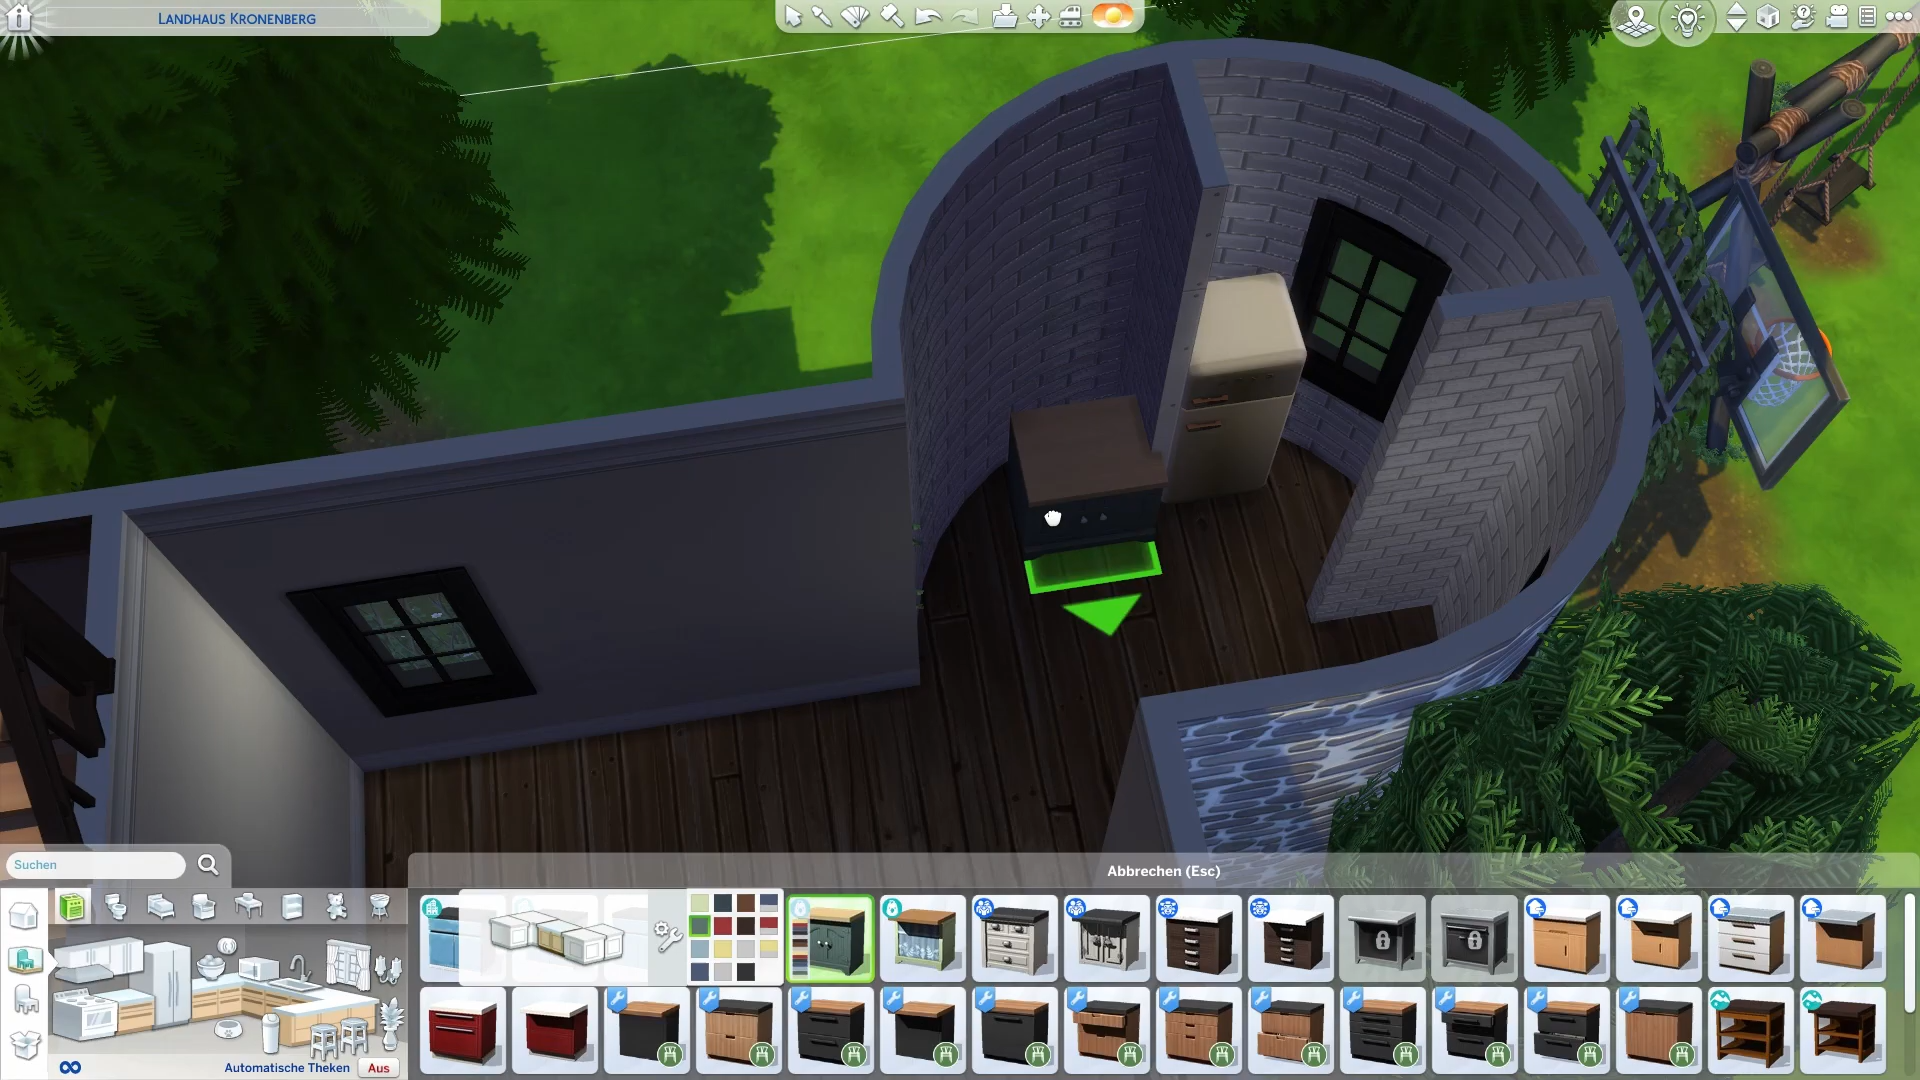 LANDHAUS KRONENBERG
Abbrechen (Esc)
Suchen
Automatische Theken Aus